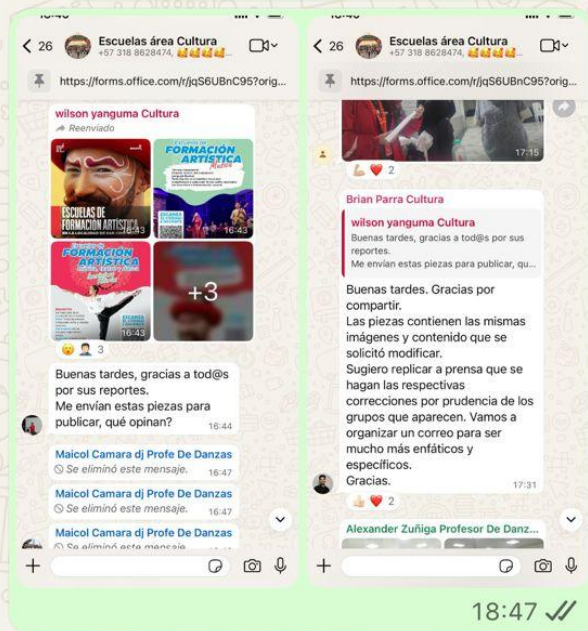 26
Escuelas área Cultura
+57 318 8628474,
https://forms.office.com/r/jqS6UBnC95?orig...
wilson yanguma Cultura
Reenviado
ESCUELAS DE
FORMACIÓN ARTÍSTICA
16:43
FORMACIÓN
ARTÍSTICA
16:43
FORMACIÓN
ARTÍSTICA
16:43
+3
3
Buenas tardes, gracias a tod@s
por sus reportes.
Me envían estas piezas para
publicar, qué opinan?
16:44
Maicol Camara dj Profe De Danzas
Se eliminó este mensaje.
16:47
Maicol Camara dj Profe De Danzas
Se eliminó este mensaje.
16:47
Maicol Camara dj Profe De Danzas
Se eliminó este mensaje.
26
Escuelas área Cultura
+57 318 8628474,
https://forms.office.com/r/jqS6UBnC95?orig...
17:15
2
Brian Parra Cultura
wilson yanguma Cultura
Buenas tardes, gracias a tod@s por sus
reportes.
Me envían estas piezas para publicar, qu...
Buenas tardes. Gracias por
compartir.
Las piezas contienen las mismas
imágenes y contenido que se
solicitó modificar.
Sugiero replicar a prensa que se
hagan las respectivas
correcciones por prudencia de los
grupos que aparecen. Vamos a
organizar un correo para ser
mucho más enfáticos y
específicos.
Gracias.
17:31
2
Alexander Zuñiga Profesor De Danz...
18:47